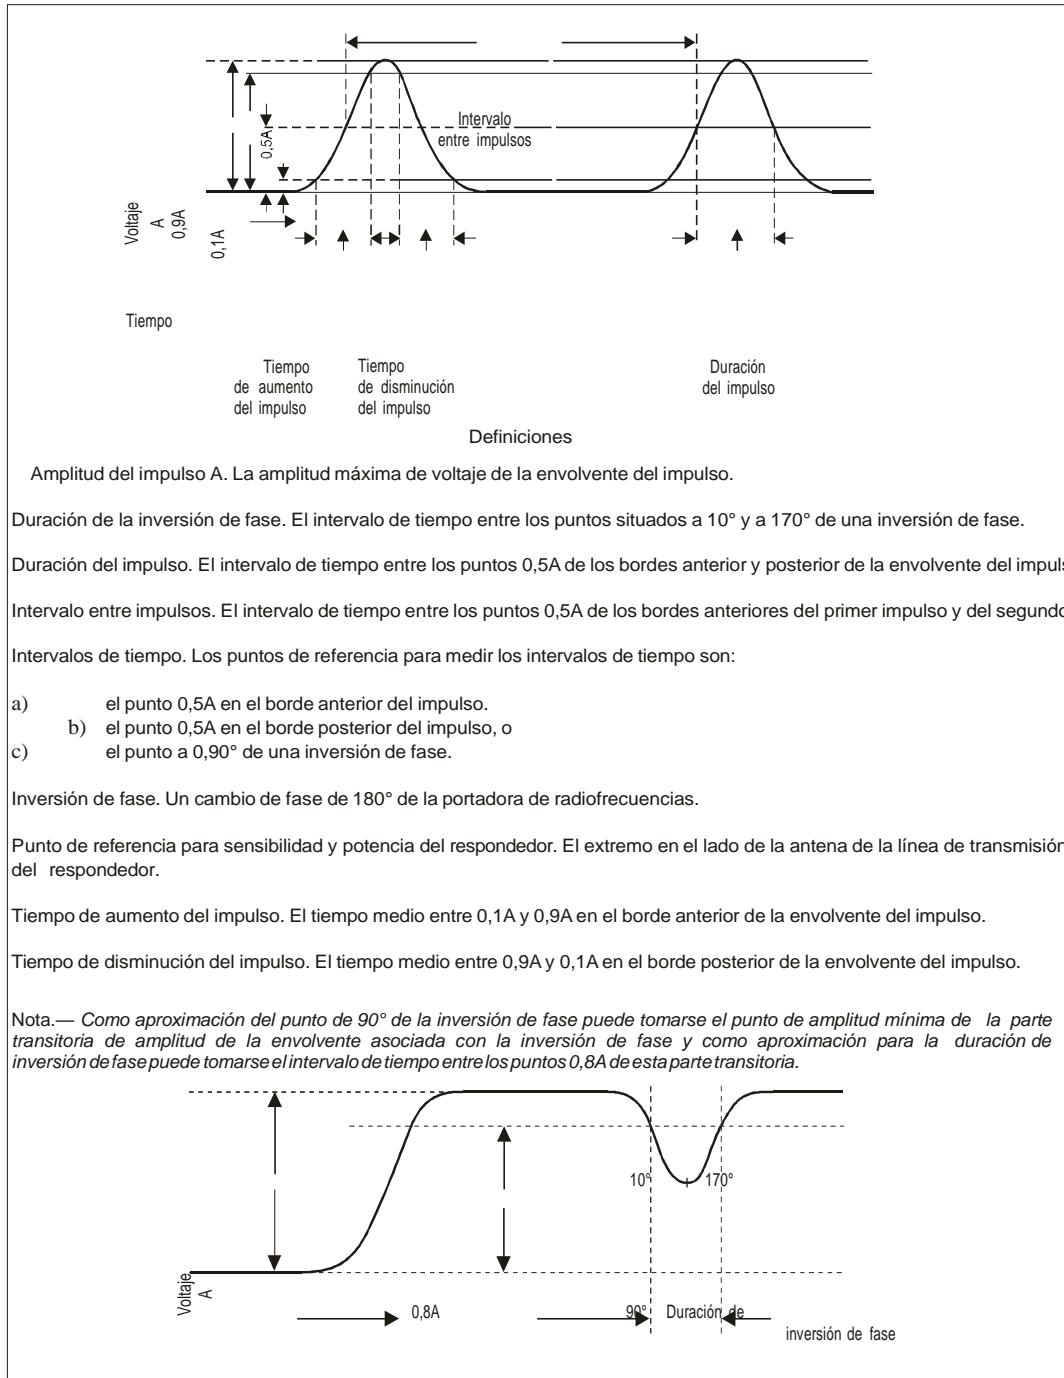 Intervalo
entre impulsos
0,5A
Voltaje
A
0,9A
0,1A
Tiempo
Tiempo
de aumento
del impulso
Tiempo
de disminución
del impulso
Duración
del impulso
Definiciones
Amplitud del impulso A. La amplitud máxima de voltaje de la envolvente del impulso.
Duración de la inversión de fase. El intervalo de tiempo entre los puntos situados a 10° y a 170° de una inversión de fase.
Duración del impulso. El intervalo de tiempo entre los puntos 0,5A de los bordes anterior y posterior de la envolvente del impuls
Intervalo entre impulsos. El intervalo de tiempo entre los puntos 0,5A de los bordes anteriores del primer impulso y del segundo
Intervalos de tiempo. Los puntos de referencia para medir los intervalos de tiempo son:
a) el punto 0,5A en el borde anterior del impulso.
b) el punto 0,5A en el borde posterior del impulso, o
c) el punto a 0,90° de una inversión de fase.
Inversión de fase. Un cambio de fase de 180° de la portadora de radiofrecuencias.
Punto de referencia para sensibilidad y potencia del respondedor. El extremo en el lado de la antena de la línea de transmisión
del respondedor.
Tiempo de aumento del impulso. El tiempo medio entre 0,1A y 0,9A en el borde anterior de la envolvente del impulso.
Tiempo de disminución del impulso. El tiempo medio entre 0,9A y 0,1A en el borde posterior de la envolvente del impulso.
Nota.— Como aproximación del punto de 90° de la inversión de fase puede tomarse el punto de amplitud mínima de la parte
transitoria de amplitud de la envolvente asociada con la inversión de fase y como aproximación para la duración de
inversión de fase puede tomarse el intervalo de tiempo entre los puntos 0,8A de esta parte transitoria.
10° 170°
Voltaje
A
0,8A
90° Duración de
inversión de fase